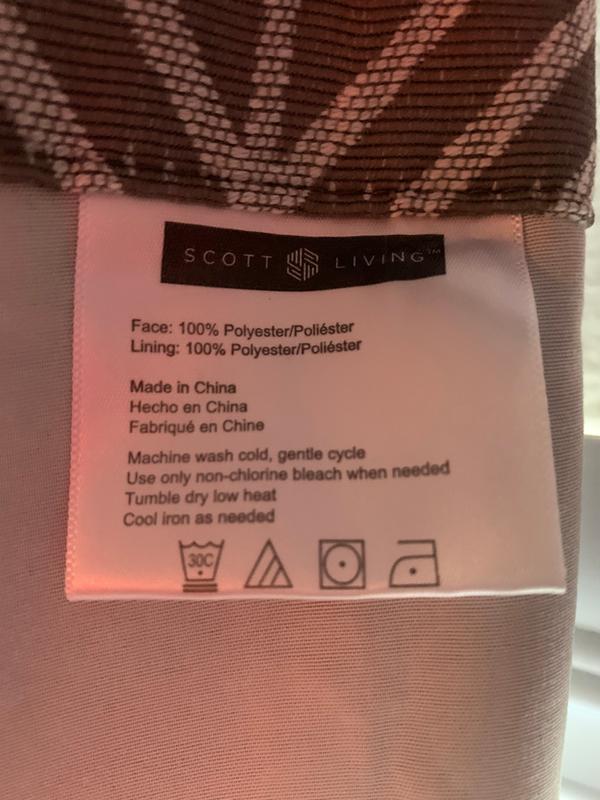 SCOTT LIVING™
Face: 100% Polyester/Poliéster
Lining: 100% Polyester/Poliéster
Made in China
Hecho en China
Fabriqué en Chine
Machine wash cold, gentle cycle
Use only non-chlorine bleach when needed
Tumble dry low heat
Cool iron as needed
30C